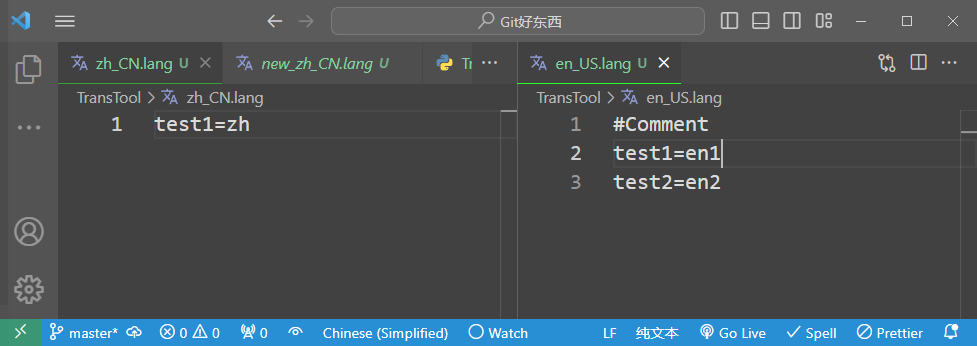 Git好东西
zh_CN.lang U
new_zh_CN.lang U
en_US.lang U
TransTool > zh_CN.lang
TransTool > en_US.lang
1 test1=zh
1 #Comment
2 test1=en1
3 test2=en2
master* 0 0 0 Chinese (Simplified) Watch LF 纯文本 Go Live Spell Prettier